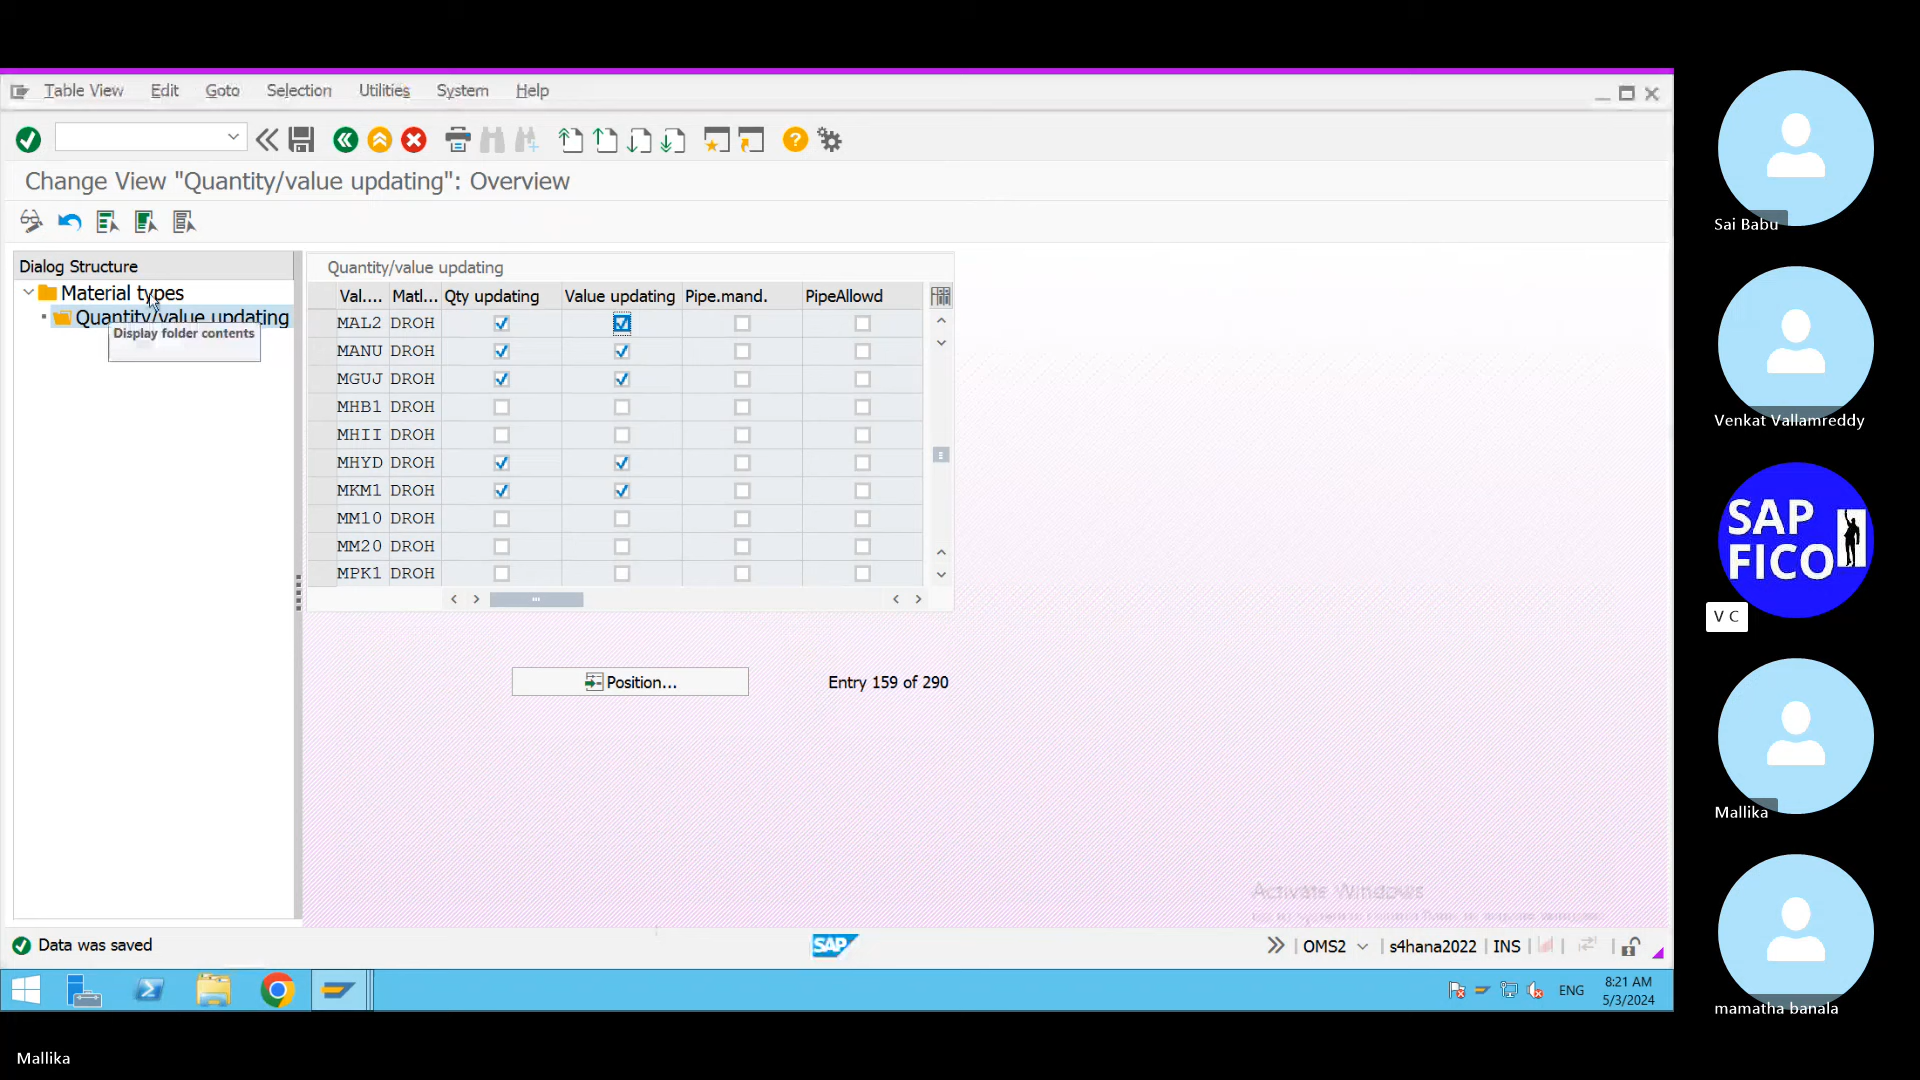 Table View Edit Goto Selection Utilities System Help
Change View "Quantity/value updating": Overview
Dialog Structure
Material types
Quantity/value updating
Display folder contents
Quantity/value updating
Val.... Matl... Qty updating Value updating Pipe.mand. PipeAllowd
MAL2 DROH
MANU DROH
MGUJ DROH
MHB1 DROH
MHII DROH
MHYD DROH
MKM1 DROH
MM10 DROH
MM20 DROH
MPK1 DROH
Position...
Entry 159 of 290
Activate Windows
Data was saved
SAP
OMS2
s4hana2022
INS
ENG
8:21 AM
5/3/2024
Mallika
Sai Babu
Venkat Vallamreddy
SAP
FICO
V C
Mallika
mamatha banala